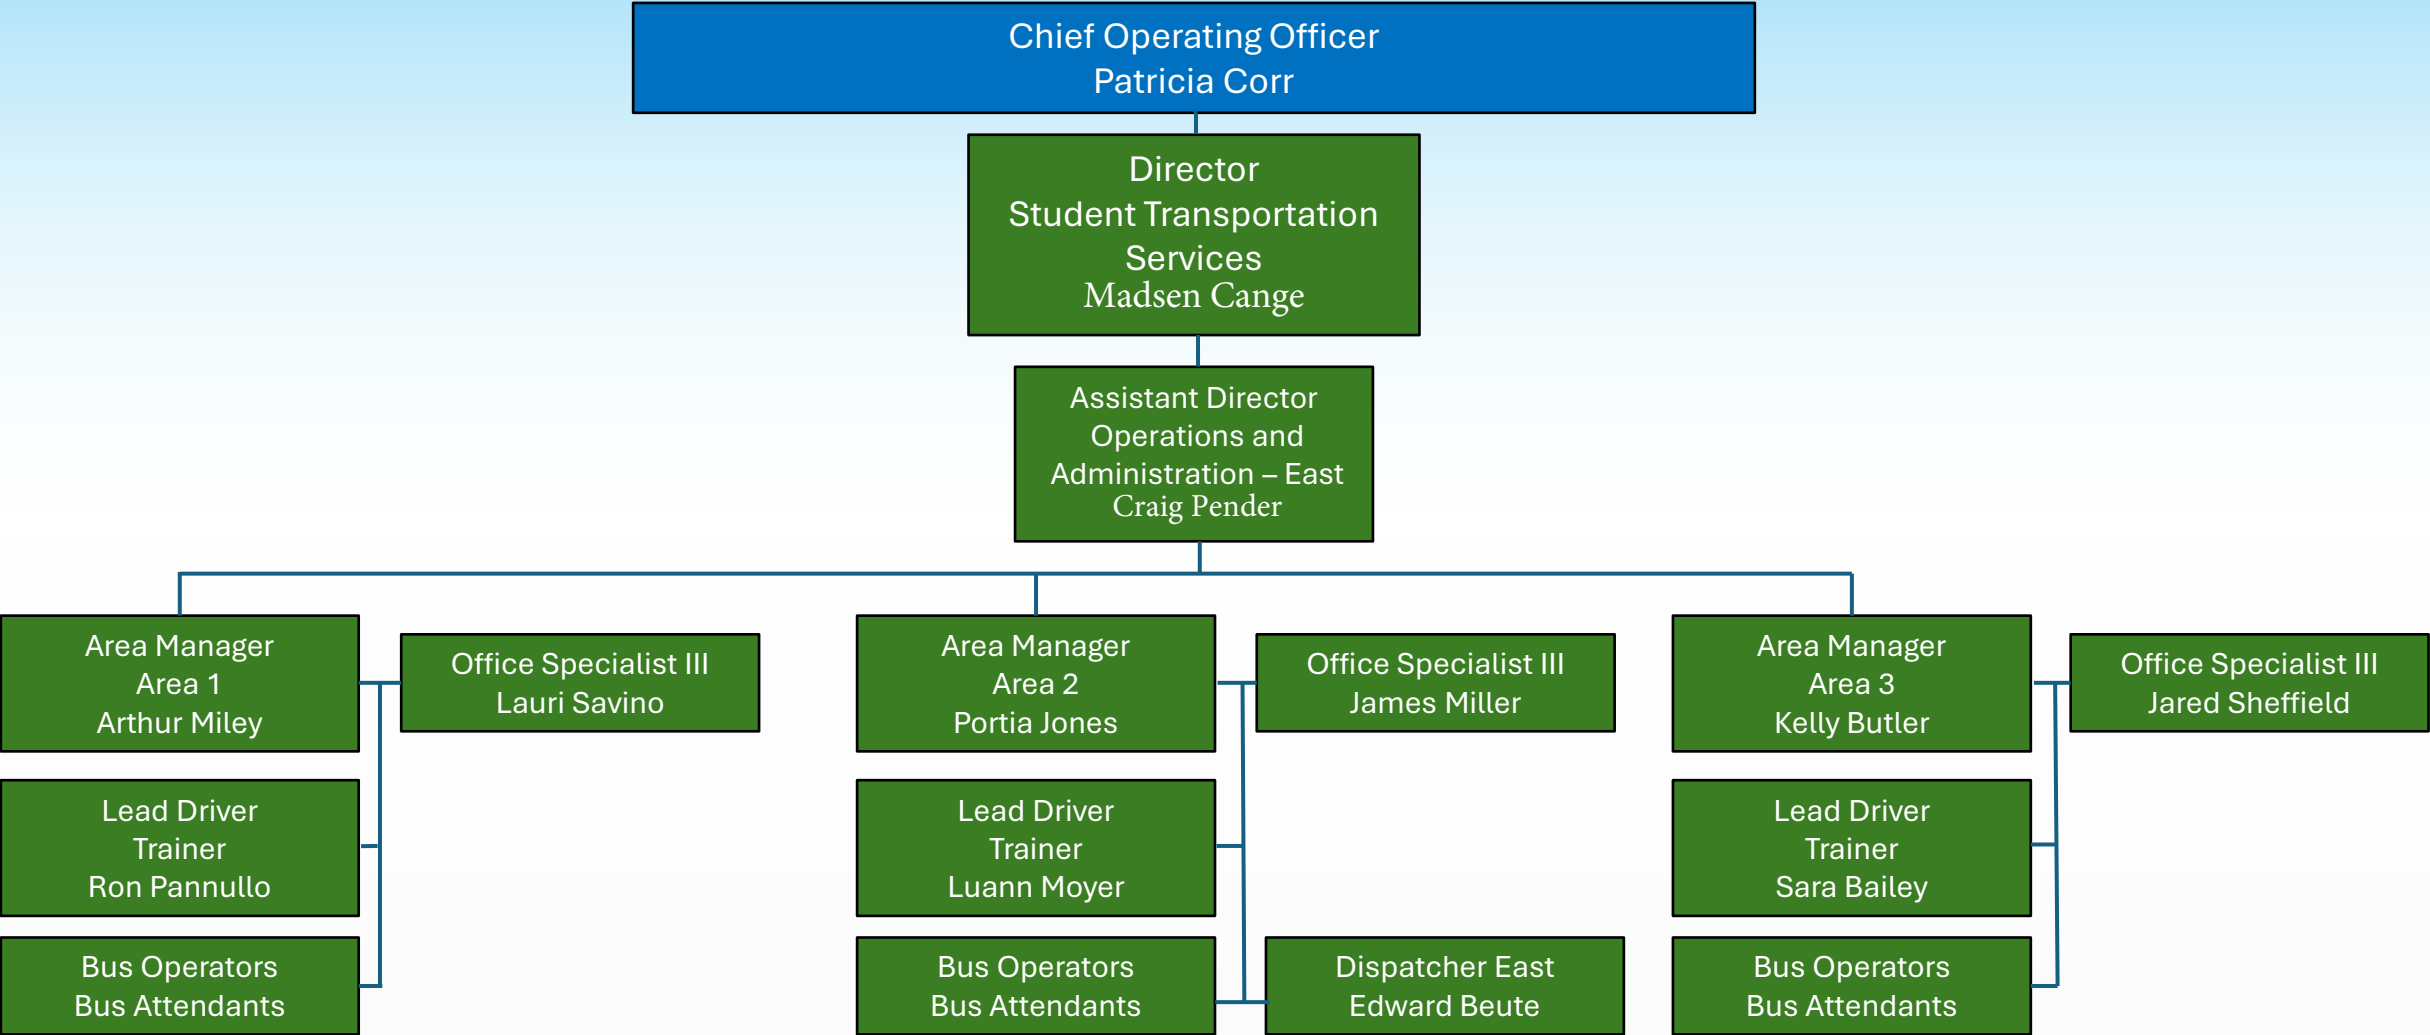 Chief Operating Officer
Patricia Corr
Director
Student Transportation
Services
Madsen Cange
Assistant Director
Operations and
Administration – East
Craig Pender
Area Manager
Area 1
Arthur Miley
Office Specialist III
Lauri Savino
Lead Driver
Trainer
Ron Pannullo
Bus Operators
Bus Attendants
Area Manager
Area 2
Portia Jones
Office Specialist III
James Miller
Lead Driver
Trainer
Luann Moyer
Bus Operators
Bus Attendants
Dispatcher East
Edward Beute
Area Manager
Area 3
Kelly Butler
Office Specialist III
Jared Sheffield
Lead Driver
Trainer
Sara Bailey
Bus Operators
Bus Attendants